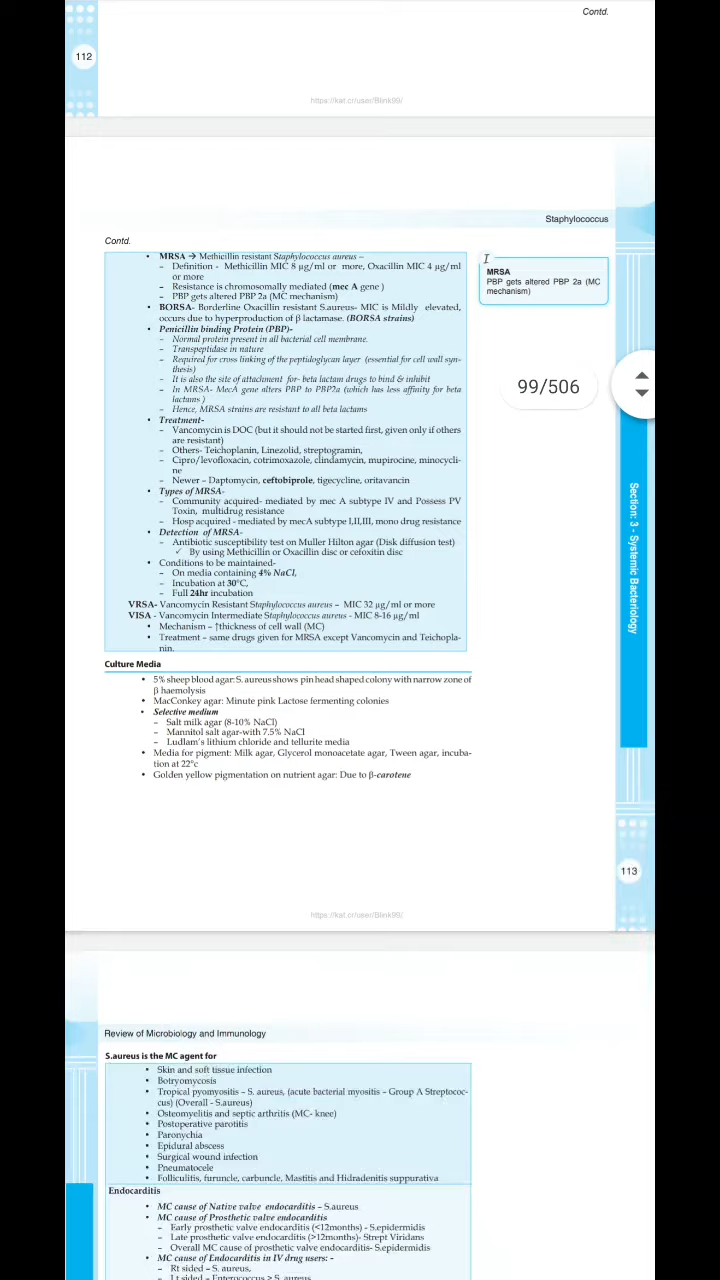 Contd.
112
https://kat.cr/user/Blink99/
Staphylococcus
Contd.
• MRSA → Methicillin resistant Staphylococcus aureus –
– Definition - Methicillin MIC 8 µg/ml or more, Oxacillin MIC 4 µg/ml
or more
– Resistance is chromosomally mediated (mec A gene )
– PBP gets altered PBP 2a (MC mechanism)
• BORSA- Borderline Oxacillin resistant S.aureus- MIC is Mildly elevated,
occurs due to hyperproduction of β lactamase. (BORSA strains)
• Penicillin binding Protein (PBP)-
– Normal protein present in all bacterial cell membrane.
– Transpeptidase in nature
– Required for cross linking of the peptidoglycan layer (essential for cell wall syn-
thesis)
– It is also the site of attachment for- beta lactam drugs to bind & inhibit
– In MRSA- MecA gene alters PBP to PBP2a (which has less affinity for beta
lactams )
– Hence, MRSA strains are resistant to all beta lactams
• Treatment-
– Vancomycin is DOC (but it should not be started first, given only if others
are resistant)
– Others- Teichoplanin, Linezolid, streptogramin,
– Cipro/levofloxacin, cotrimoxazole, clindamycin, mupirocine, minocycli-
ne
– Newer – Daptomycin, ceftobiprole, tigecycline, oritavancin
• Types of MRSA-
– Community acquired- mediated by mec A subtype IV and Possess PV
Toxin, multidrug resistance
– Hosp acquired - mediated by mecA subtype I,II,III, mono drug resistance
• Detection of MRSA-
– Antibiotic susceptibility test on Muller Hilton agar (Disk diffusion test)
✓ By using Methicillin or Oxacillin disc or cefoxitin disc
• Conditions to be maintained-
– On media containing 4% NaCl,
– Incubation at 30°C,
– Full 24hr incubation
VRSA- Vancomycin Resistant Staphylococcus aureus – MIC 32 µg/ml or more
VISA - Vancomycin Intermediate Staphylococcus aureus - MIC 8-16 µg/ml
• Mechanism – ↑thickness of cell wall (MC)
• Treatment – same drugs given for MRSA except Vancomycin and Teichopla-
nin.
MRSA
PBP gets altered PBP 2a (MC
mechanism)
99/506
Section: 3 - Systemic Bacteriology
Culture Media
• 5% sheep blood agar: S. aureus shows pin head shaped colony with narrow zone of
β haemolysis
• MacConkey agar: Minute pink Lactose fermenting colonies
• Selective medium
– Salt milk agar (8-10% NaCl)
– Mannitol salt agar-with 7.5% NaCl
– Ludlam's lithium chloride and tellurite media
• Media for pigment: Milk agar, Glycerol monoacetate agar, Tween agar, incuba-
tion at 22°c
• Golden yellow pigmentation on nutrient agar: Due to β-carotene
113
https://kat.cr/user/Blink99/
Review of Microbiology and Immunology
S.aureus is the MC agent for
• Skin and soft tissue infection
• Botryomycosis
• Tropical pyomyositis – S. aureus, (acute bacterial myositis – Group A Streptococ-
cus) (Overall - S.aureus)
• Osteomyelitis and septic arthritis (MC- knee)
• Postoperative parotitis
• Paronychia
• Epidural abscess
• Surgical wound infection
• Pneumatocele
• Folliculitis, furuncle, carbuncle, Mastitis and Hidradenitis suppurativa
Endocarditis
• MC cause of Native valve endocarditis – S.aureus
• MC cause of Prosthetic valve endocarditis
– Early prosthetic valve endocarditis (<12months) - S.epidermidis
– Late prosthetic valve endocarditis (>12months)- Strept Viridans
– Overall MC cause of prosthetic valve endocarditis- S.epidermidis
• MC cause of Endocarditis in IV drug users: -
– Rt sided – S. aureus,
– Lt sided – Enterococcus > S. aureus